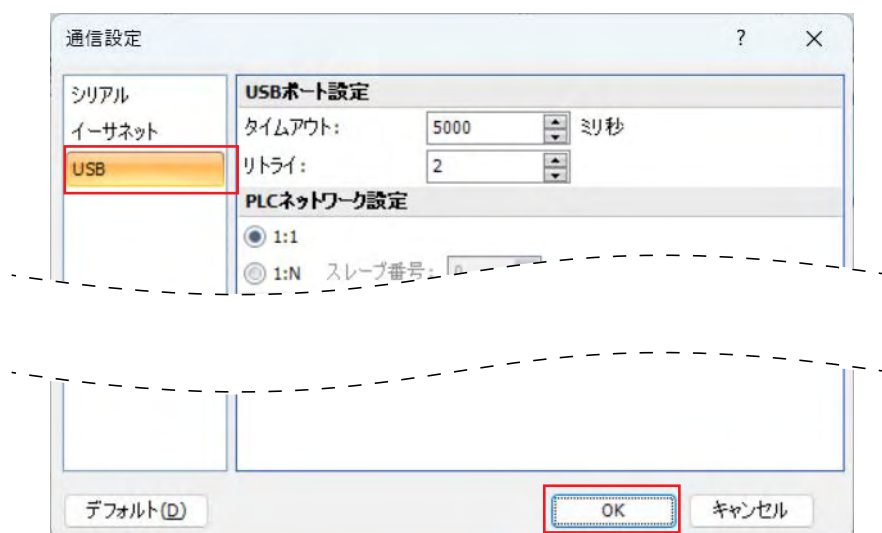 通信設定
?
シリアル
イーサネット
USB
USBポート設定
タイムアウト: 5000 ミリ秒
リトライ: 2
PLCネットワーク設定
1:1
1:N スレーブ番号:
デフォルト(D)
OK
キャンセル